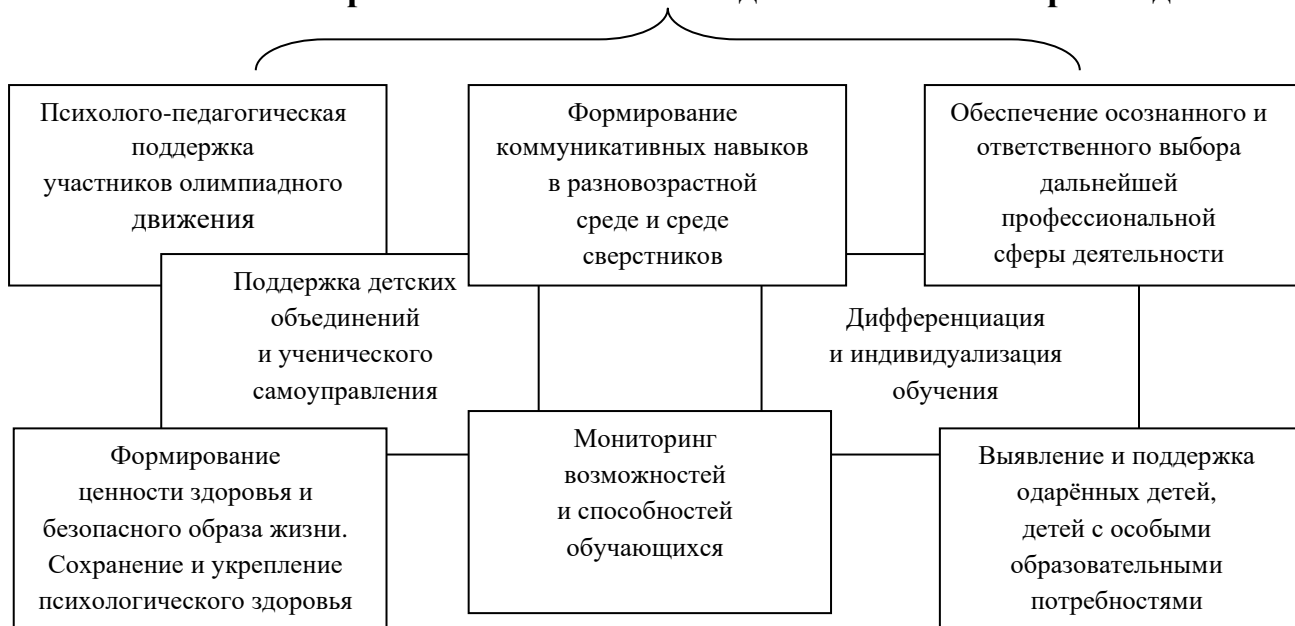 Психолого-педагогическая
поддержка
участников олимпиадного
движения
Формирование
коммуникативных навыков
в разновозрастной
среде и среде
сверстников
Обеспечение осознанного и
ответственного выбора
дальнейшей
профессиональной
сферы деятельности
Поддержка детских
объединений
и ученического
самоуправления
Дифференциация
и индивидуализация
обучения
Формирование
ценности здоровья и
безопасного образа жизни.
Сохранение и укрепление
психологического здоровья
Мониторинг
возможностей
и способностей
обучающихся
Выявление и поддержка
одарённых детей,
детей с особыми
образовательными
потребностями